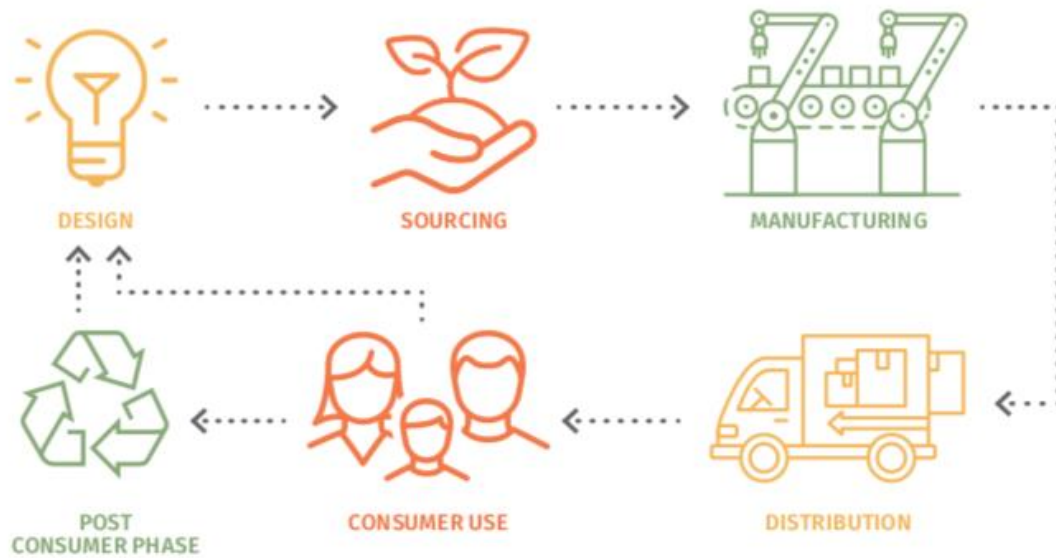 DESIGN
SOURCING
MANUFACTURING
POST
CONSUMER PHASE
CONSUMER USE
DISTRIBUTION